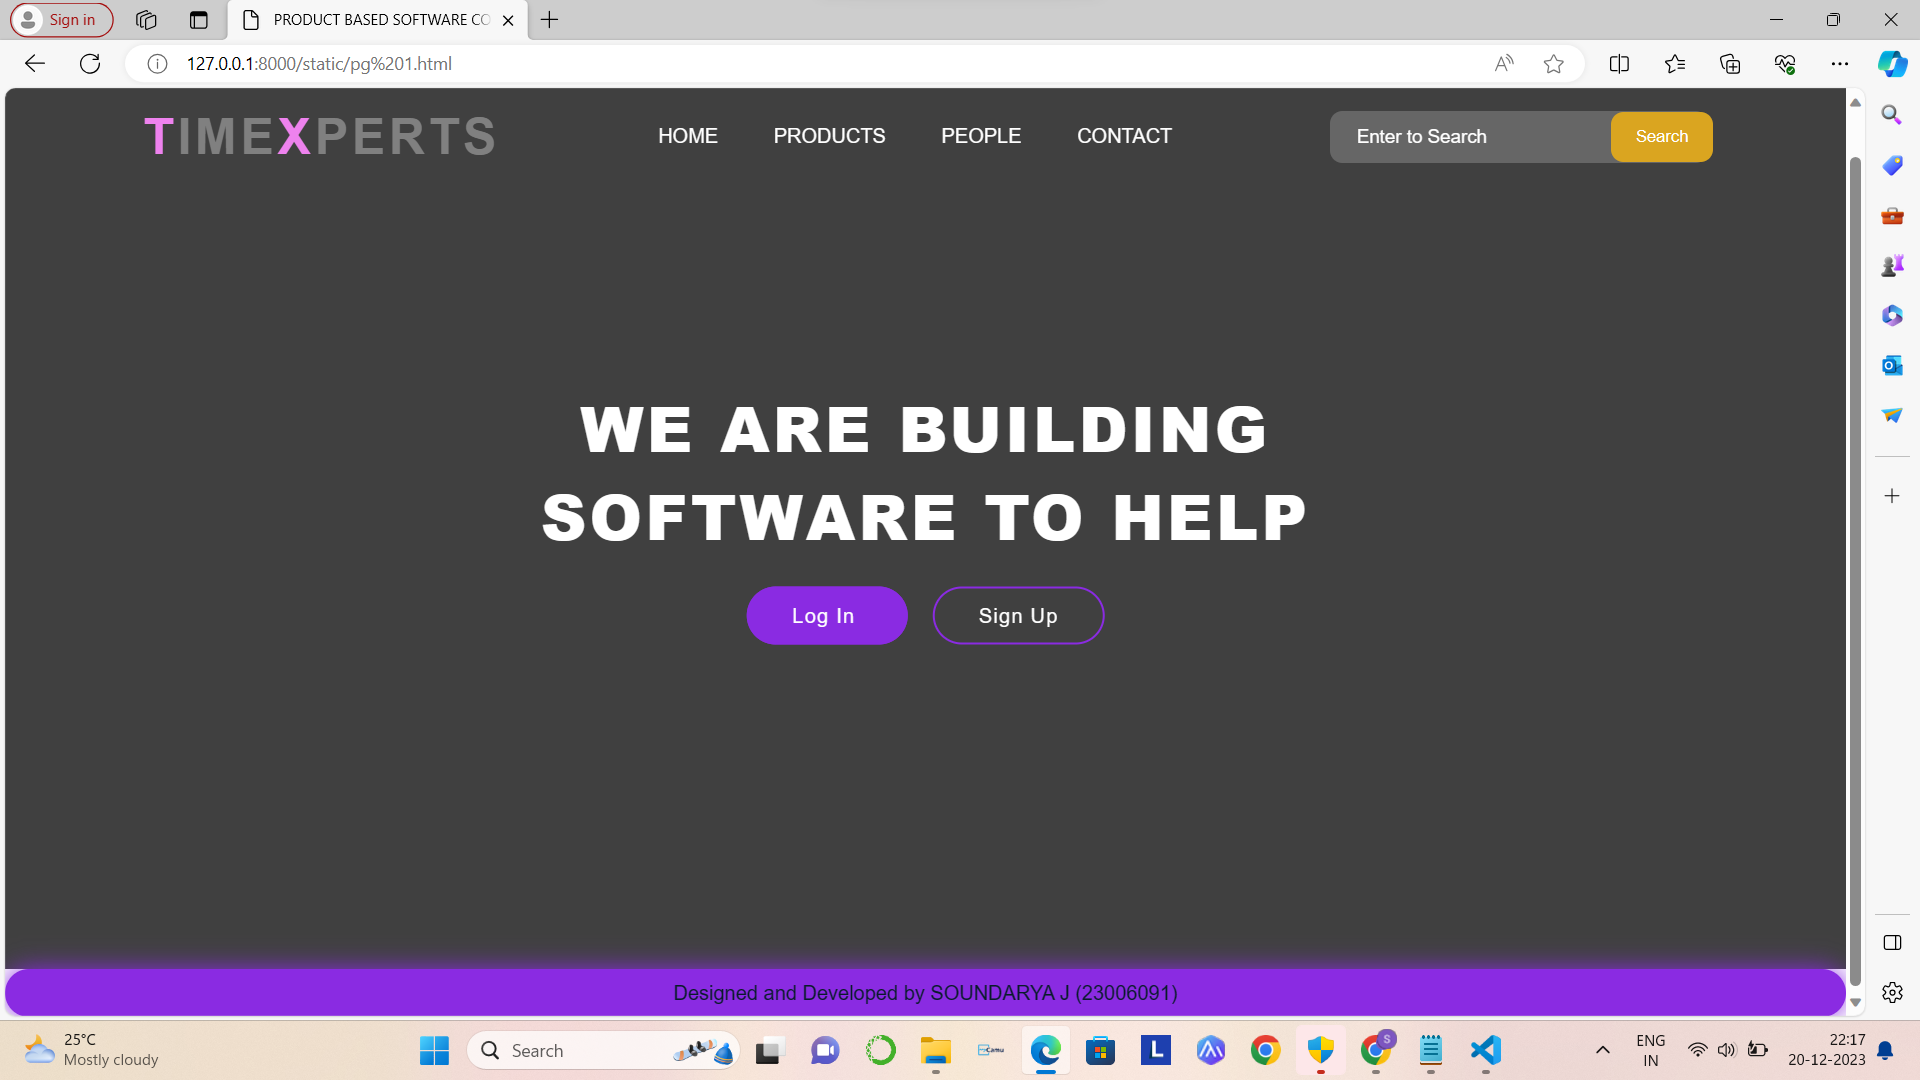 Sign in
PRODUCT BASED SOFTWARE CO
127.0.0.1:8000/static/pg%201.html
TIMEXPERTS
HOME PRODUCTS PEOPLE CONTACT
Enter to Search
Search
WE ARE BUILDING
SOFTWARE TO HELP
Log In
Sign Up
Designed and Developed by SOUNDARYA J (23006091)
25°C
Mostly cloudy
Search
L
S
ENG
IN
22:17
20-12-2023